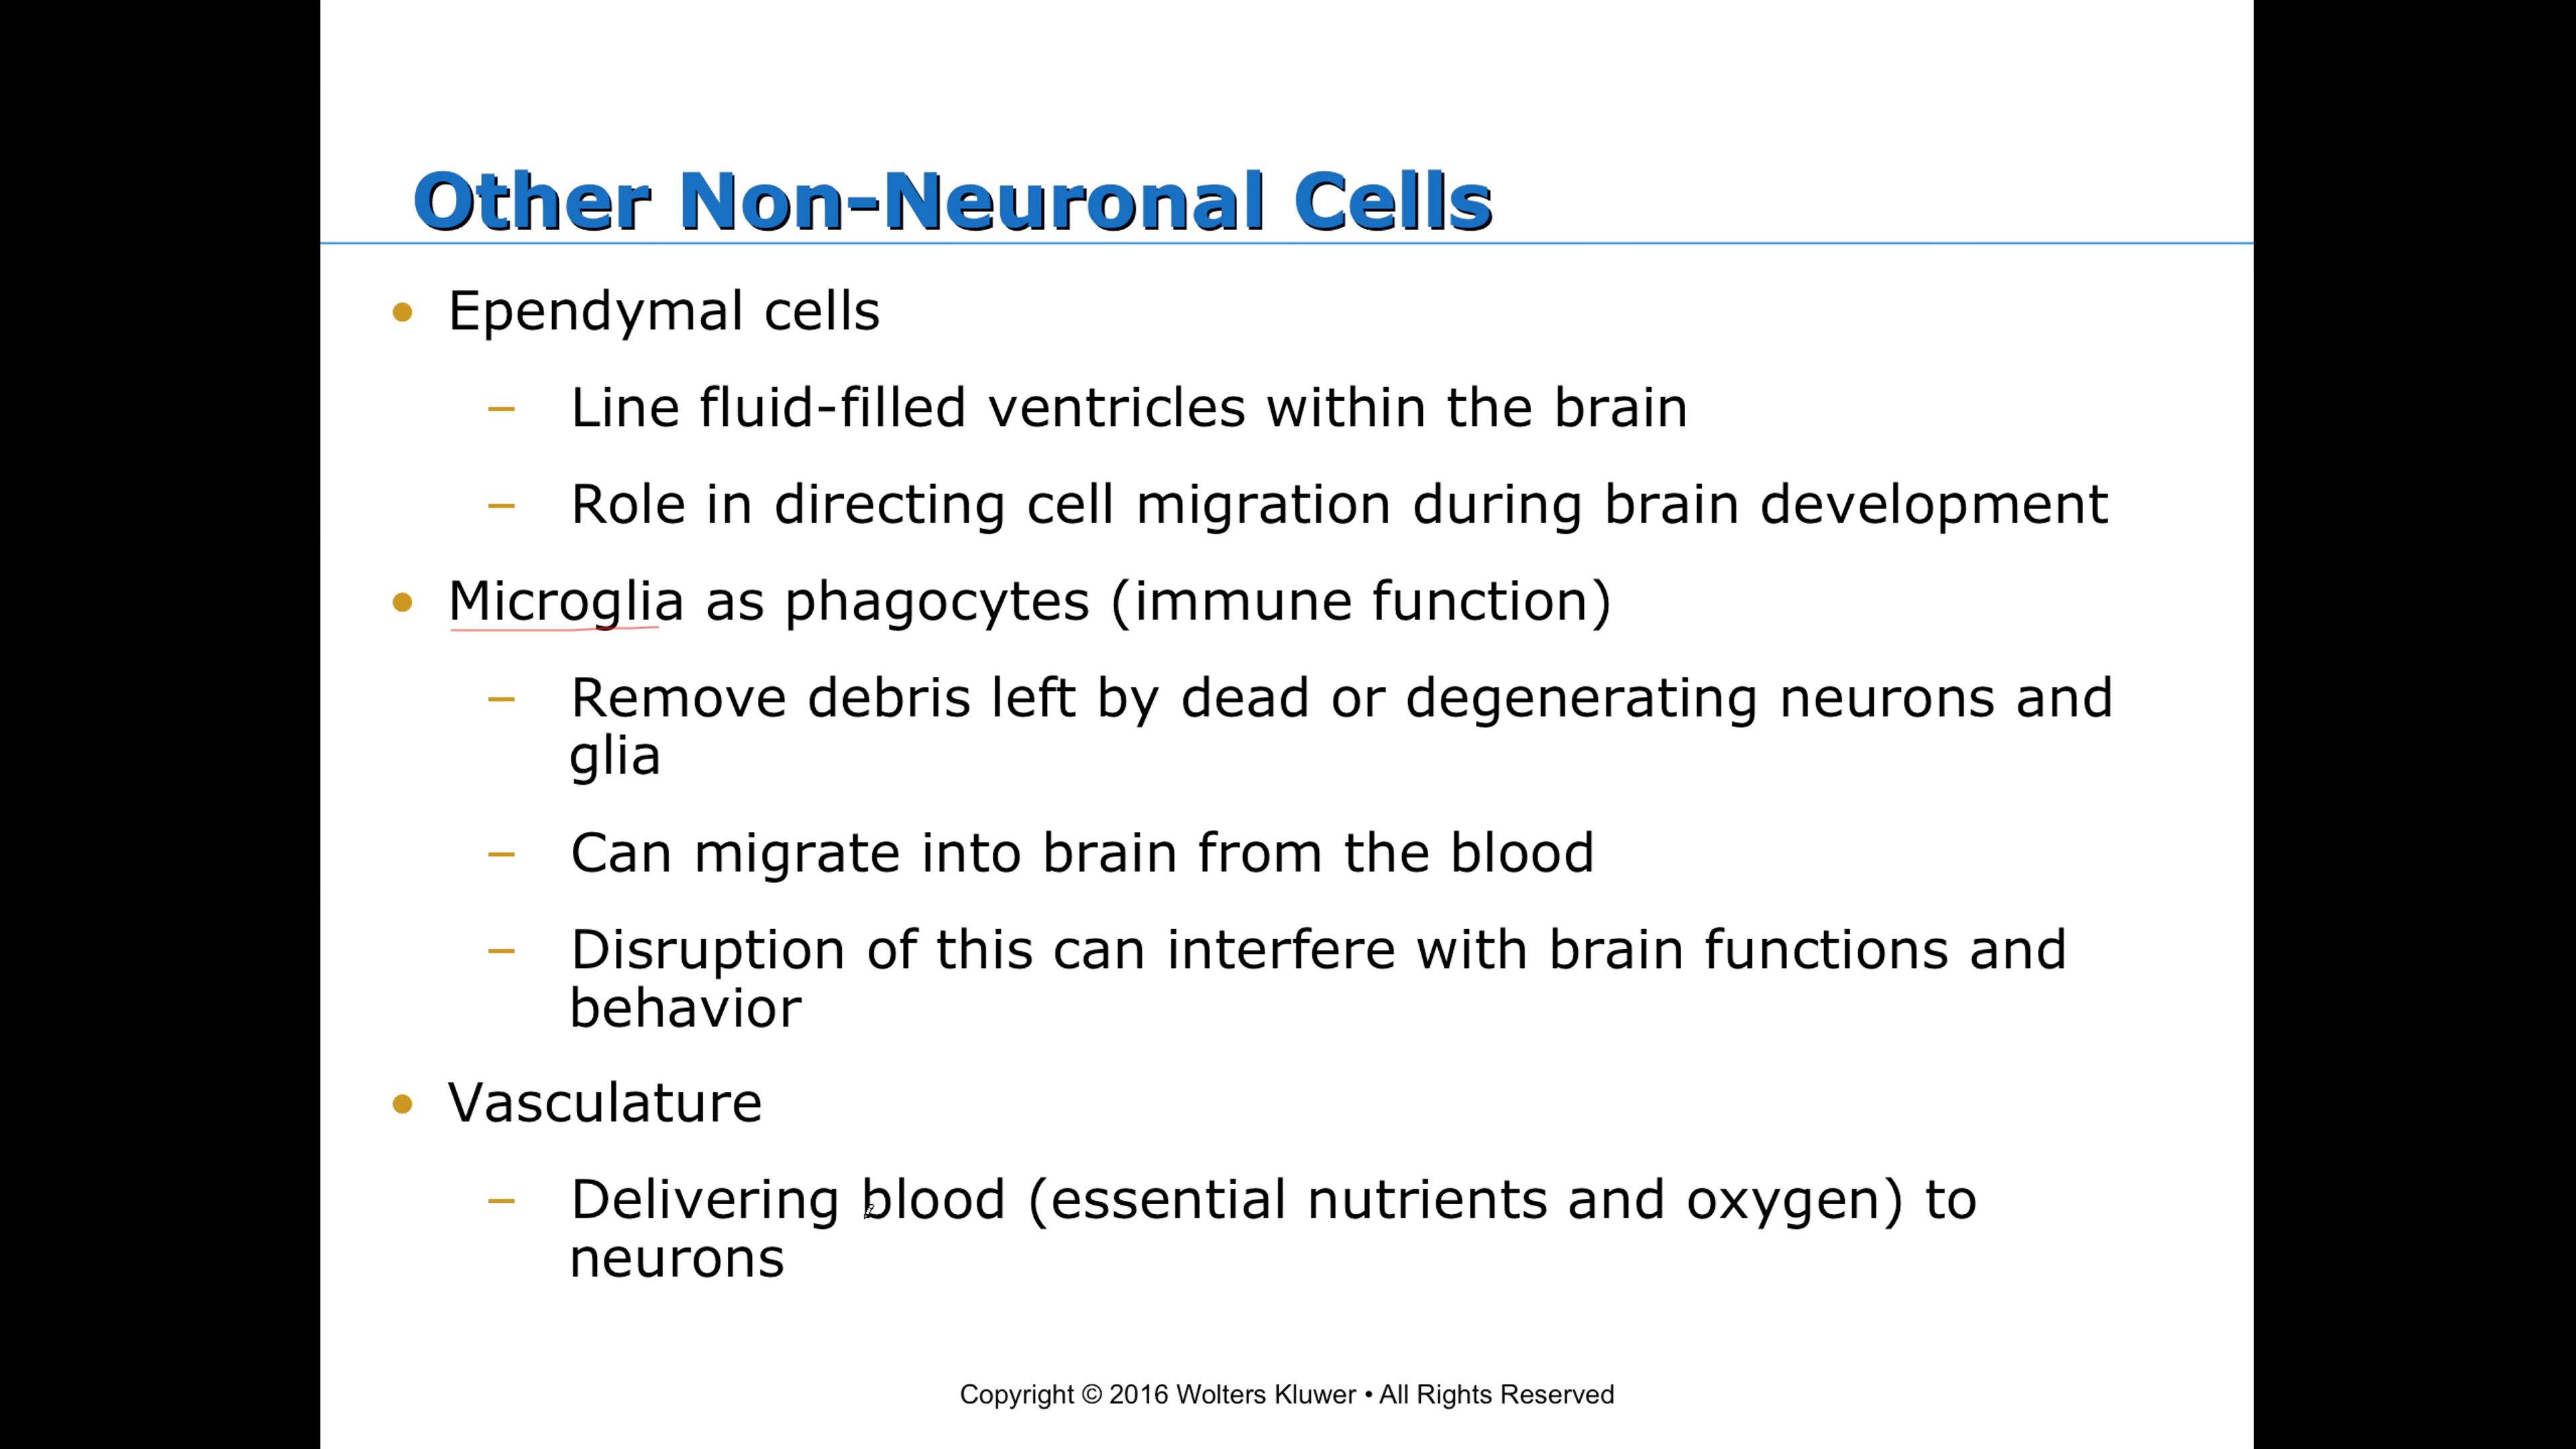 Other Non-Neuronal Cells
• Ependymal cells
– Line fluid-filled ventricles within the brain
– Role in directing cell migration during brain development
• Microglia as phagocytes (immune function)
– Remove debris left by dead or degenerating neurons and
glia
– Can migrate into brain from the blood
– Disruption of this can interfere with brain functions and
behavior
• Vasculature
– Delivering blood (essential nutrients and oxygen) to
neurons
Copyright © 2016 Wolters Kluwer • All Rights Reserved